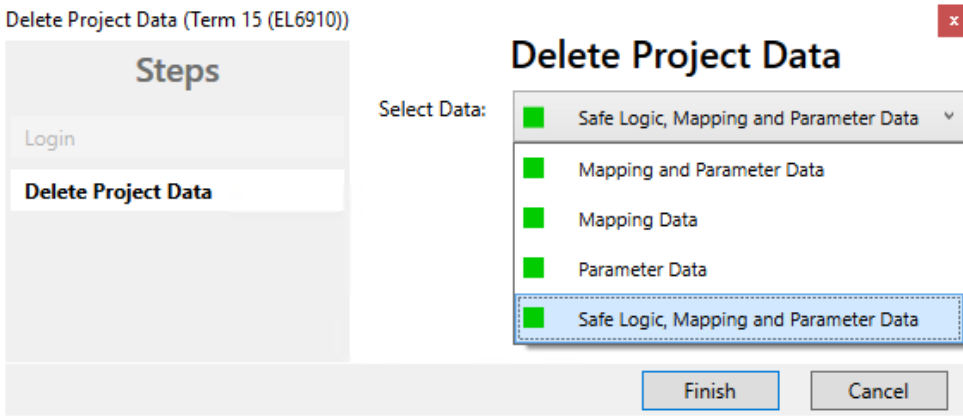 Delete Project Data (Term 15 (EL6910))
x
Steps
Login
Delete Project Data
Delete Project Data
Select Data:
Safe Logic, Mapping and Parameter Data
Mapping and Parameter Data
Mapping Data
Parameter Data
Safe Logic, Mapping and Parameter Data
Finish
Cancel